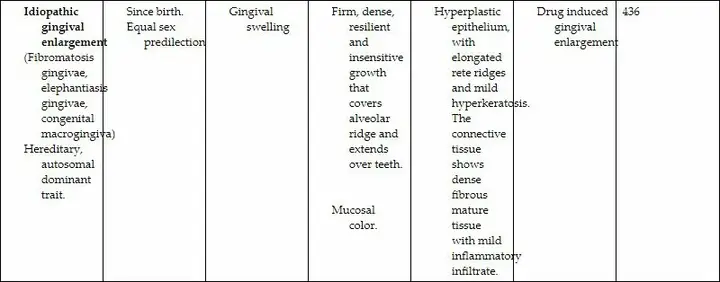 Idiopathic
gingival
enlargement
(Fibromatosis
gingivae,
elephantiasis
gingivae,
congenital
macrogingiva)
Hereditary,
autosomal
dominant
trait.
Since birth.
Equal sex
predilection
Gingival
swelling
Firm, dense,
resilient
and
insensitive
growth
that
covers
alveolar
ridge and
extends
over teeth.
Mucosal
color.
Hyperplastic
epithelium,
with
elongated
rete ridges
and mild
hyperkeratosis.
The
connective
tissue
shows
dense
fibrous
mature
tissue
with mild
inflammatory
infiltrate.
Drug induced
gingival
enlargement
436